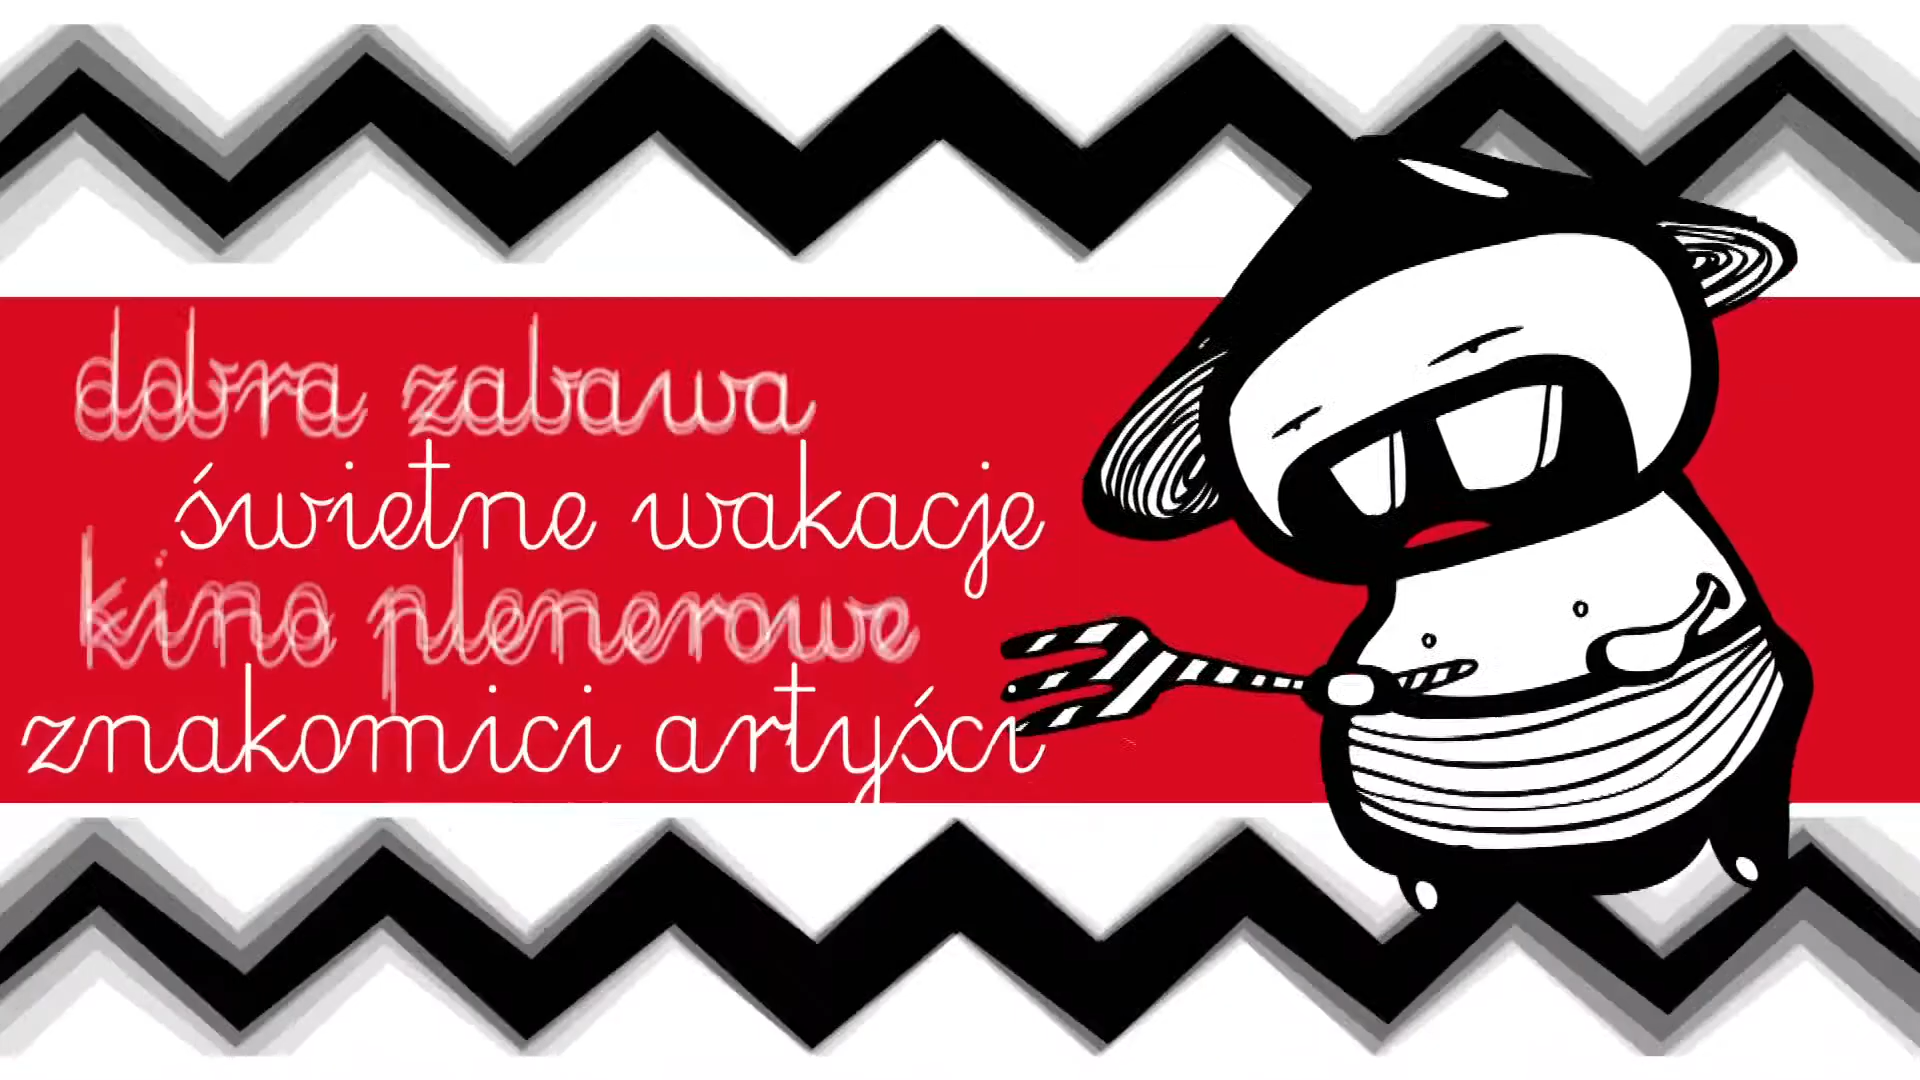 dobra zabawa
świetne wakacje
kino plenerowe
znakomici artyści